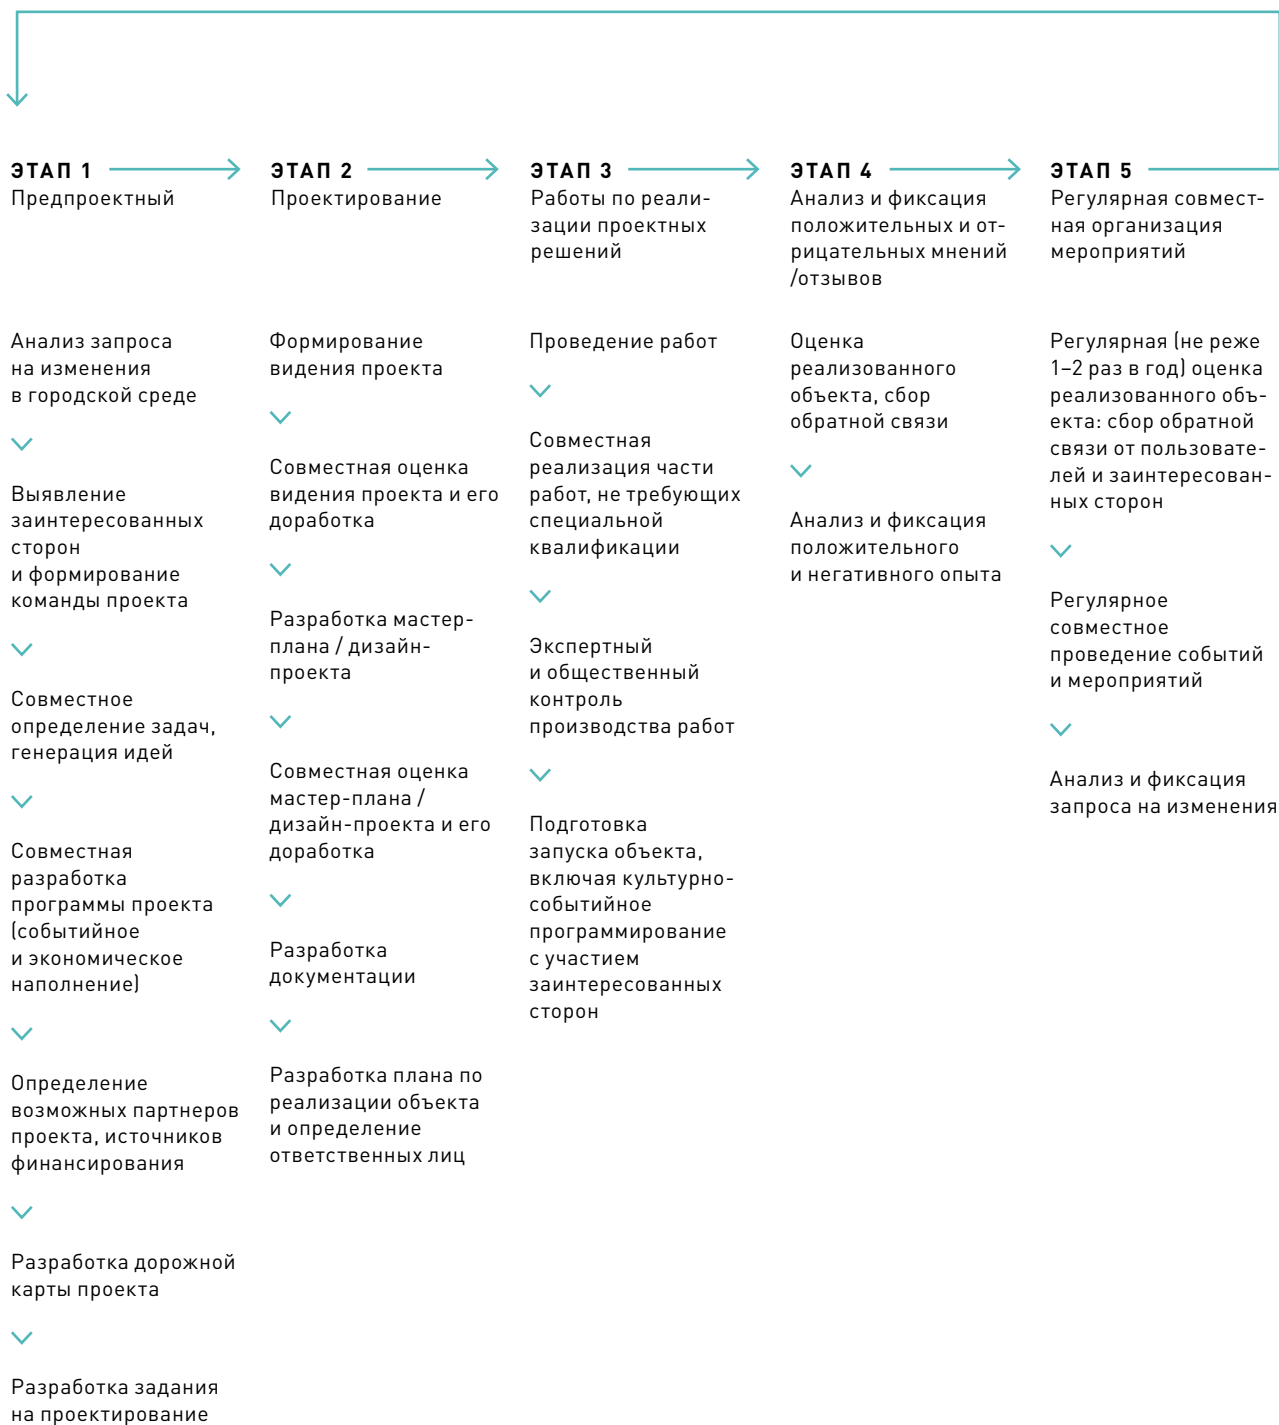 ЭТАП 1
Предпроектный
Анализ запроса
на изменения
в городской среде
Выявление
заинтересованных
сторон
и формирование
команды проекта
Совместное
определение задач,
генерация идей
Совместная
разработка
программы проекта
(событийное
и экономическое
наполнение)
Определение
возможных партнеров
проекта, источников
финансирования
Разработка дорожной
карты проекта
Разработка задания
на проектирование
ЭТАП 2
Проектирование
Формирование
видения проекта
Совместная оценка
видения проекта и его
доработка
Разработка мастер-
плана / дизайн-
проекта
Совместная оценка
мастер-плана /
дизайн-проекта и его
доработка
Разработка
документации
Разработка плана по
реализации объекта
и определение
ответственных лиц
ЭТАП 3
Работы по реали-
зации проектных
решений
Проведение работ
Совместная
реализация части
работ, не требующих
специальной
квалификации
Экспертный
и общественный
контроль
производства работ
Подготовка
запуска объекта,
включая культурно-
событийное
программирование
с участием
заинтересованных
сторон
ЭТАП 4
Анализ и фиксация
положительных и от-
рицательных мнений
/отзывов
Оценка
реализованного
объекта, сбор
обратной связи
Анализ и фиксация
положительного
и негативного опыта
ЭТАП 5
Регулярная совмест-
ная организация
мероприятий
Регулярная (не реже
1–2 раз в год) оценка
реализованного объ-
екта: сбор обратной
связи от пользовате-
лей и заинтересован-
ных сторон
Регулярное
совместное
проведение событий
и мероприятий
Анализ и фиксация
запроса на изменения